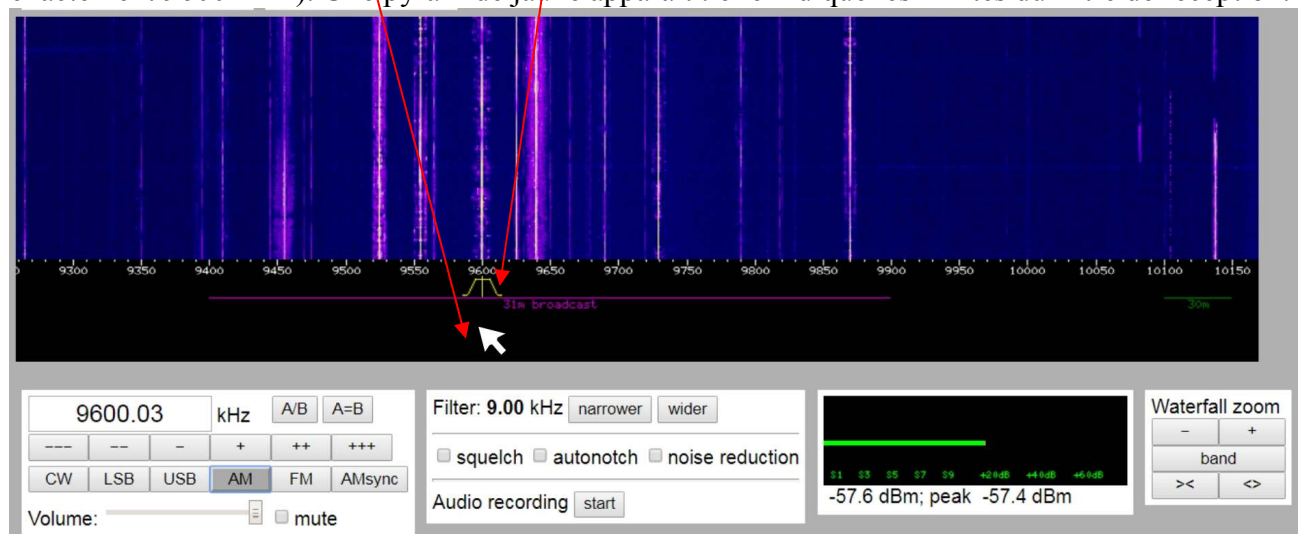 pyramide jaune apparaît
9300 9350 9400 9450 9500 9550 9600 9650 9700 9750 9800 9850 9900 9950 10000 10050 10100 10150
31m broadcast 30m
9600.03 kHz A/B A=B
--- -- - + ++ +++
CW LSB USB AM FM AMsync
Volume: mute
Filter: 9.00 kHz narrower wider
squelch autonotch noise reduction
Audio recording start
S1 S3 S5 S7 S9 +20dB +40dB +60dB
-57.6 dBm; peak -57.4 dBm
Waterfall zoom
- +
band
>< <>